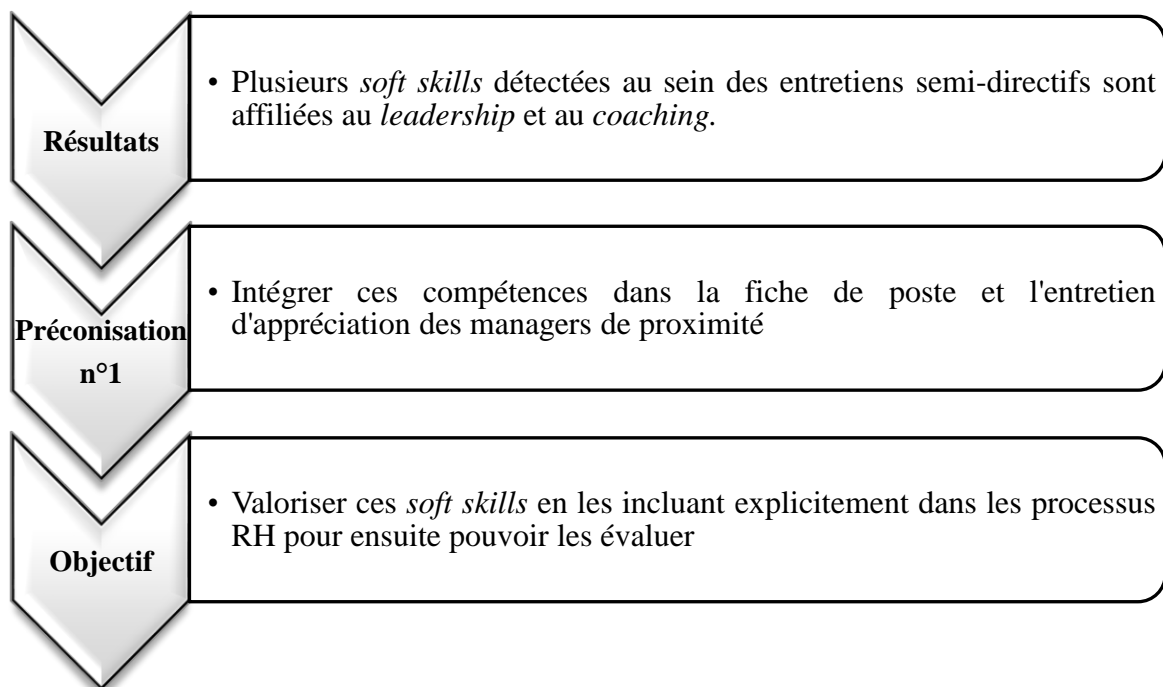 Résultats
• Plusieurs soft skills détectées au sein des entretiens semi-directifs sont
affiliées au leadership et au coaching.
Préconisation
n°1
• Intégrer ces compétences dans la fiche de poste et l'entretien
d'appréciation des managers de proximité
Objectif
• Valoriser ces soft skills en les incluant explicitement dans les processus
RH pour ensuite pouvoir les évaluer